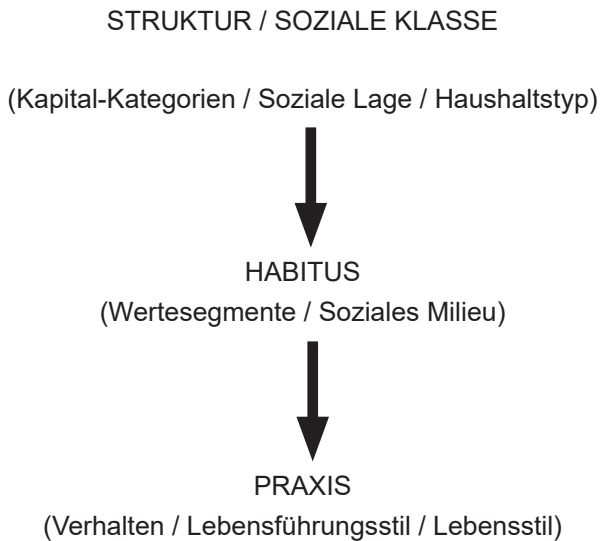 STRUKTUR / SOZIALE KLASSE
(Kapital-Kategorien / Soziale Lage / Haushaltstyp)
HABITUS
(Wertesegmente / Soziales Milieu)
PRAXIS
(Verhalten / Lebensführungsstil / Lebensstil)